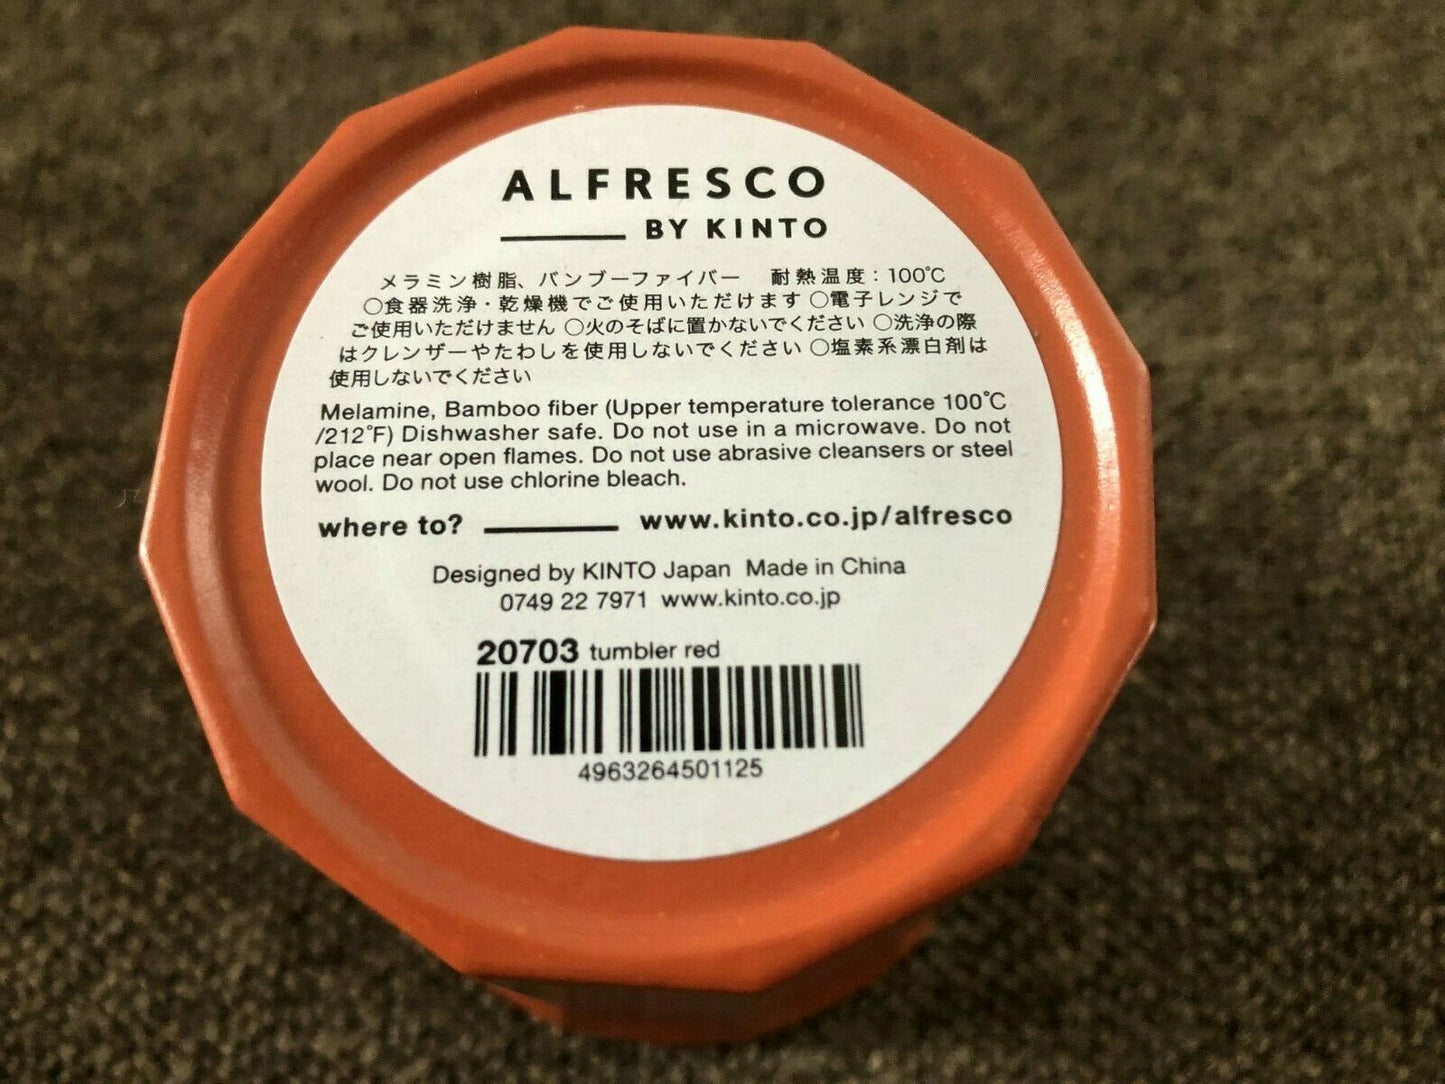 ALFRESCO
BY KINTO
メラミン樹脂、バンブーファイバー　耐熱温度：100℃
○食器洗浄・乾燥機でご使用いただけます ○電子レンジで
ご使用いただけません ○火のそばに置かないでください ○洗浄の際
はクレンザーやたわしを使用しないでください ○塩素系漂白剤は
使用しないでください
Melamine, Bamboo fiber (Upper temperature tolerance 100℃
/212℉) Dishwasher safe. Do not use in a microwave. Do not
place near open flames. Do not use abrasive cleansers or steel
wool. Do not use chlorine bleach.
where to? www.kinto.co.jp/alfresco
Designed by KINTO Japan Made in China
0749 22 7971 www.kinto.co.jp
20703 tumbler red
4963264501125